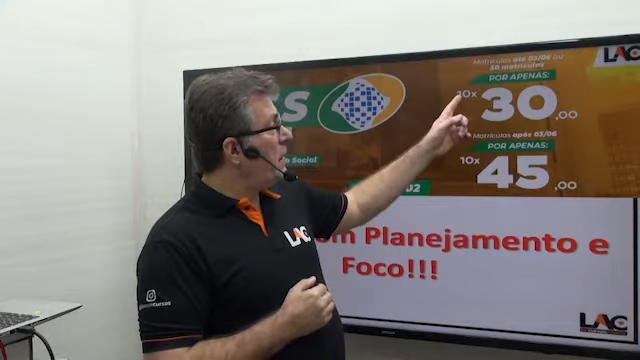 Matrículas até 03/06 ou
50 matrículas
POR APENAS:
10x 30,00
Matrículas após 03/06
POR APENAS:
10x 45,00
S
Social
02
om Planejamento e
Foco!!!
LAC
LAC
LAC